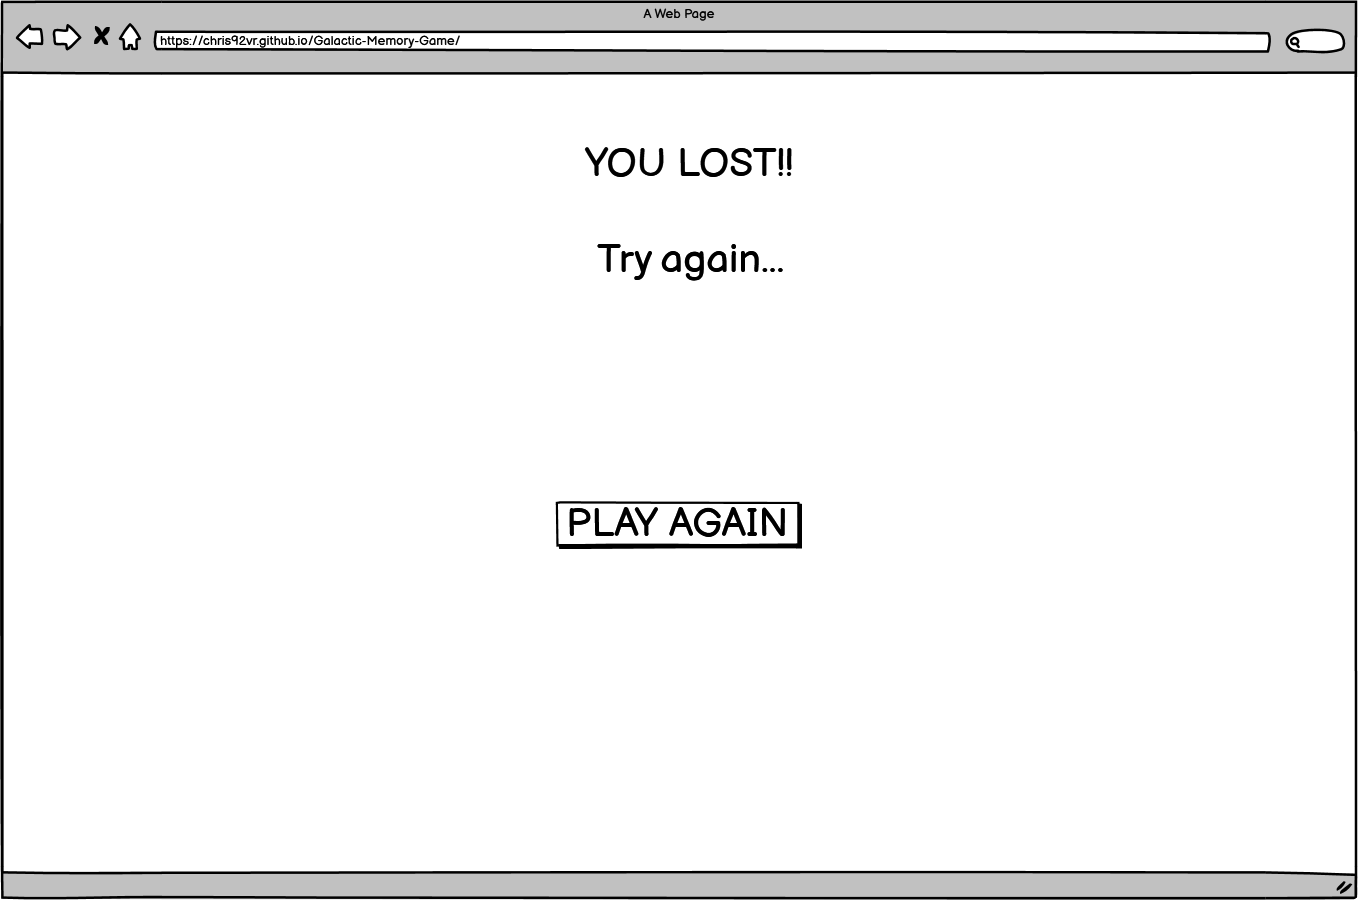 A Web Page
https://chris92vr.github.io/Galactic-Memory-Game/
YOU LOST!!
Try again...
PLAY AGAIN